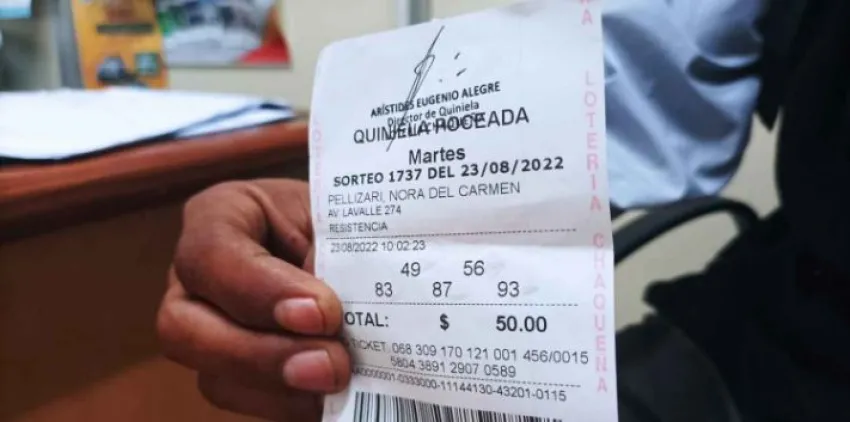 ARÍSTIDES EUGENIO ALEGRE
Director de Quiniela
QUINIELA POCEADA
Martes
SORTEO 1737 DEL 23/08/2022
PELLIZARI, NORA DEL CARMEN
AV LAVALLE 274
RESISTENCIA
23/08/2022 10:02:23
49 56
83 87 93
TOTAL: $ 50.00
TICKET: 068 309 170 121 001 456/0015
5804 3891 2907 0589
A0000001-0333000-11144130-43201-0115
LOTERIA CHAQUEÑA